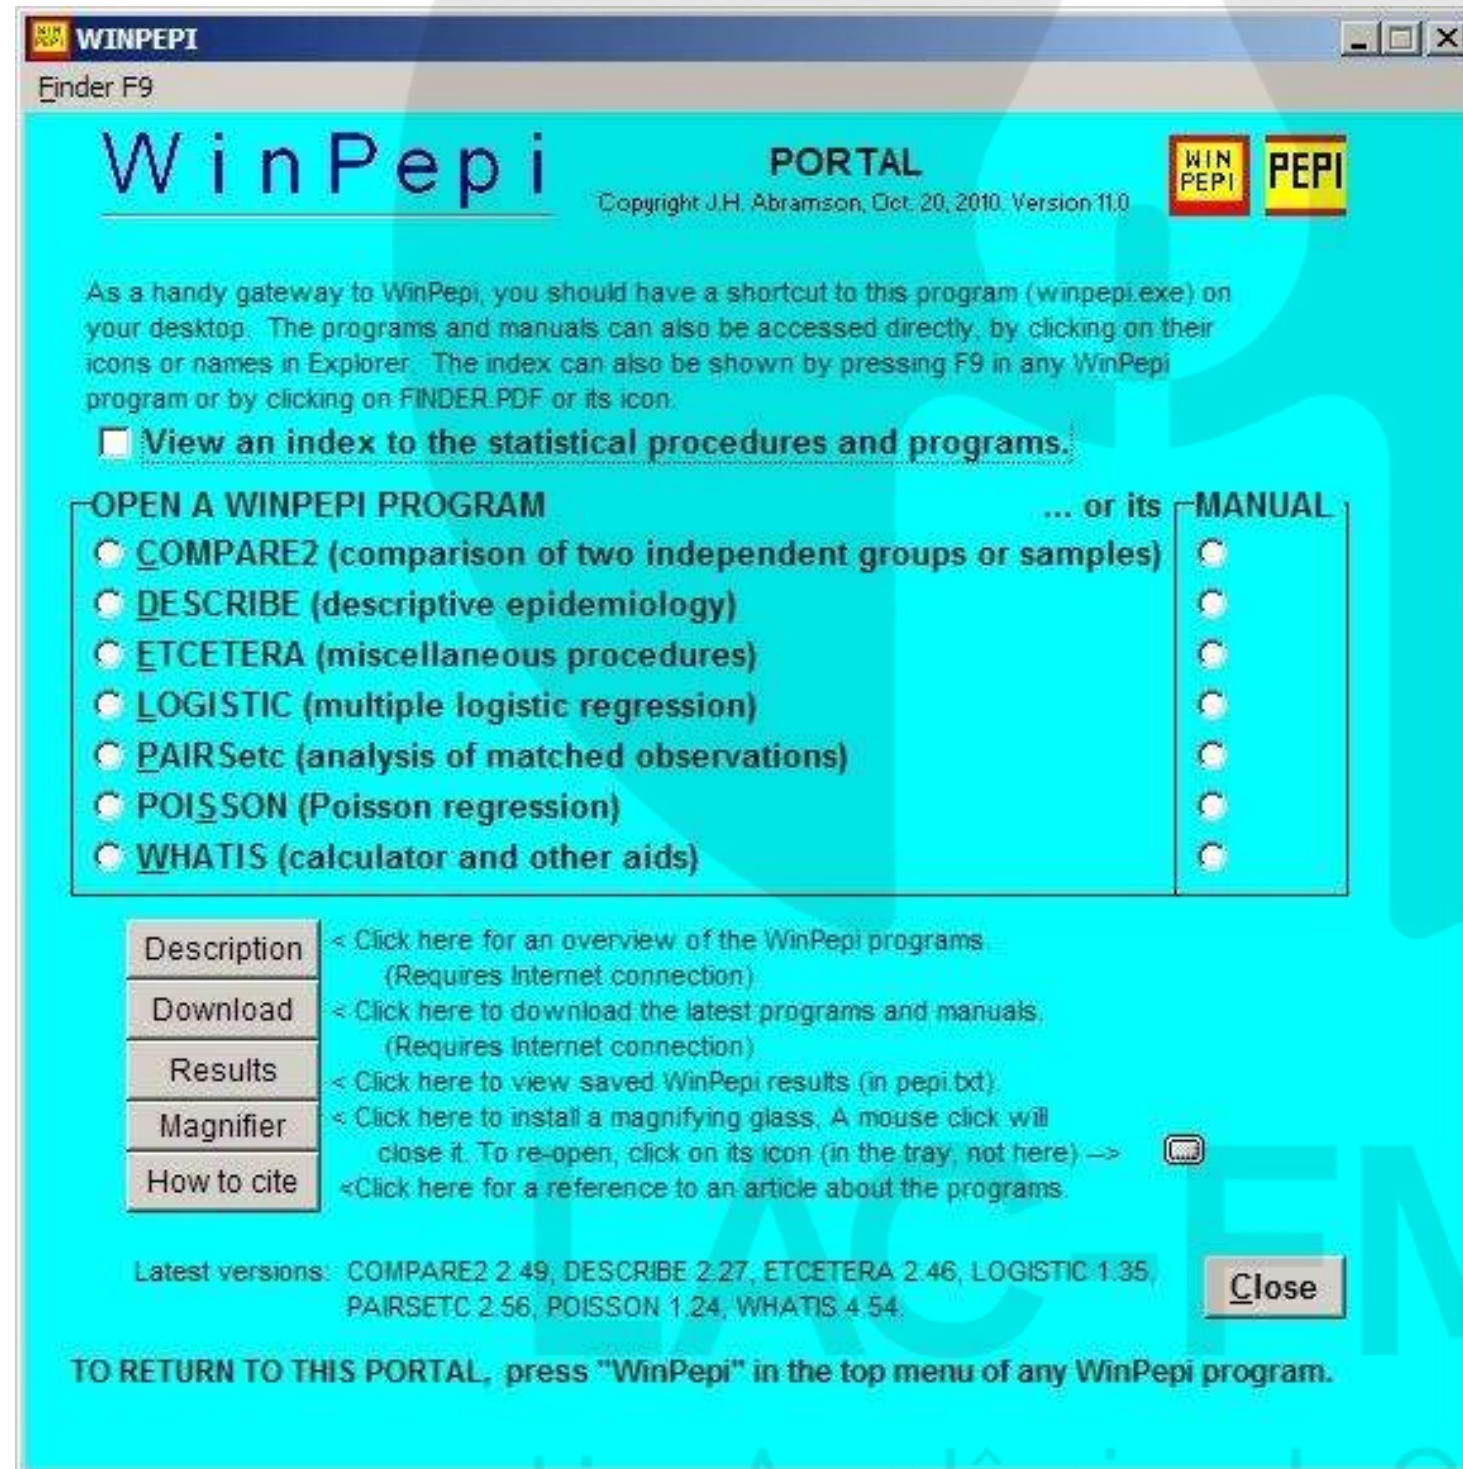 WINPEPI
Finder F9
WinPepi
PORTAL
Copyright J.H. Abramson, Oct. 20, 2010. Version 11.0
WIN
PEPI
PEPI
As a handy gateway to WinPepi, you should have a shortcut to this program (winpepi.exe) on
your desktop. The programs and manuals can also be accessed directly, by clicking on their
icons or names in Explorer. The index can also be shown by pressing F9 in any WinPepi
program or by clicking on FINDER.PDF or its icon.
View an index to the statistical procedures and programs.
OPEN A WINPEPI PROGRAM ... or its MANUAL
COMPARE2 (comparison of two independent groups or samples)
DESCRIBE (descriptive epidemiology)
ETCETERA (miscellaneous procedures)
LOGISTIC (multiple logistic regression)
PAIRSetc (analysis of matched observations)
POISSON (Poisson regression)
WHATIS (calculator and other aids)
Description < Click here for an overview of the WinPepi programs.
(Requires Internet connection)
Download < Click here to download the latest programs and manuals.
(Requires Internet connection)
Results < Click here to view saved WinPepi results (in pepi.txt).
Magnifier < Click here to install a magnifying glass. A mouse click will
close it. To re-open, click on its icon (in the tray, not here) -->
How to cite <Click here for a reference to an article about the programs.
Latest versions: COMPARE2 2.49, DESCRIBE 2.27, ETCETERA 2.46, LOGISTIC 1.35,
PAIRSETC 2.56, POISSON 1.24, WHATIS 4.54.
Close
TO RETURN TO THIS PORTAL, press "WinPepi" in the top menu of any WinPepi program.